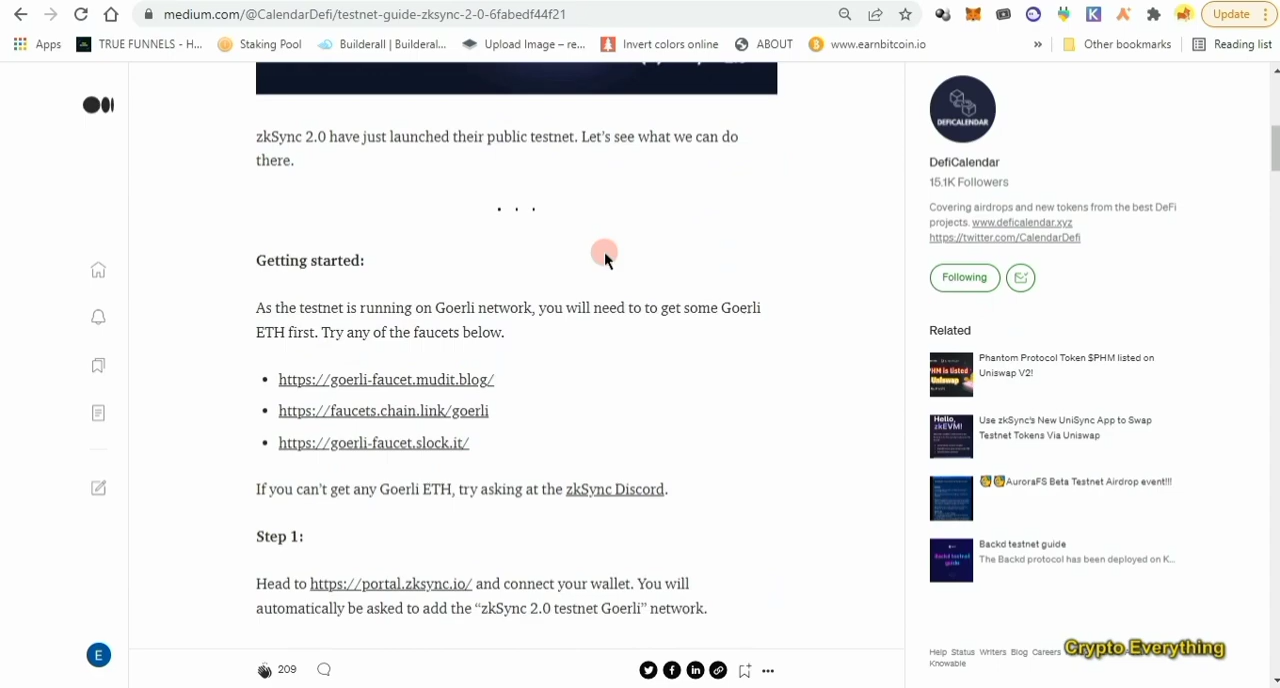 medium.com/@CalendarDefi/testnet-guide-zksync-2-0-6fabedf44f21
Update
Apps
TRUE FUNNELS - H...
Staking Pool
Builderall | Builderal...
Upload Image – re...
Invert colors online
ABOUT
www.earnbitcoin.io
»
Other bookmarks
Reading list
zkSync 2.0 have just launched their public testnet. Let’s see what we can do
there.
. . .
Getting started:
As the testnet is running on Goerli network, you will need to to get some Goerli
ETH first. Try any of the faucets below.
• https://goerli-faucet.mudit.blog/
• https://faucets.chain.link/goerli
• https://goerli-faucet.slock.it/
If you can’t get any Goerli ETH, try asking at the zkSync Discord.
Step 1:
Head to https://portal.zksync.io/ and connect your wallet. You will
automatically be asked to add the “zkSync 2.0 testnet Goerli” network.
209
E
DEFICALENDAR
DefiCalendar
15.1K Followers
Covering airdrops and new tokens from the best DeFi
projects. www.deficalendar.xyz
https://twitter.com/CalendarDefi
Following
Related
Phantom Protocol Token $PHM listed on
Uniswap V2!
Use zkSync's New UniSync App to Swap
Testnet Tokens Via Uniswap
AuroraFS Beta Testnet Airdrop event!!!
Backd testnet guide
The Backd protocol has been deployed on K...
Help Status Writers Blog Careers
Knowable
Crypto Everything